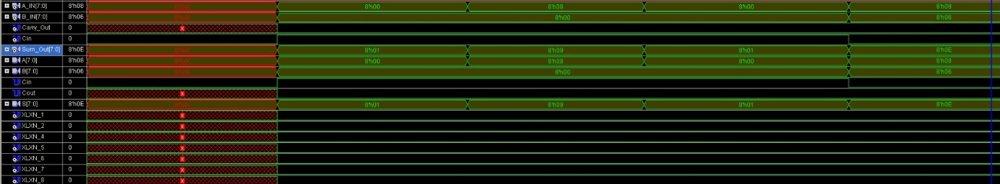 A_IN[7:0] 8'h08 8'hXX 8'h00 8'h08 8'h00 8'h08
B_IN[7:0] 8'h06 8'hXX 8'h00 8'h06
Carry_Out 0 X
Cin 0
Sum_Out[7:0] 8'h0E 8'hXX 8'h01 8'h09 8'h01 8'h0E
A[7:0] 8'h08 8'hXX 8'h00 8'h08 8'h00
B[7:0] 8'h06 8'hXX 8'h00 8'h06
Cin 0
Cout 0 X
S[7:0] 8'h0E 8'hXX 8'h01 8'h09 8'h01 8'h0E
XLXN_1 0 X
XLXN_2 0 X
XLXN_4 0 X
XLXN_5 0 X
XLXN_6 0 X
XLXN_7 0 X
XLXN_8 0 X